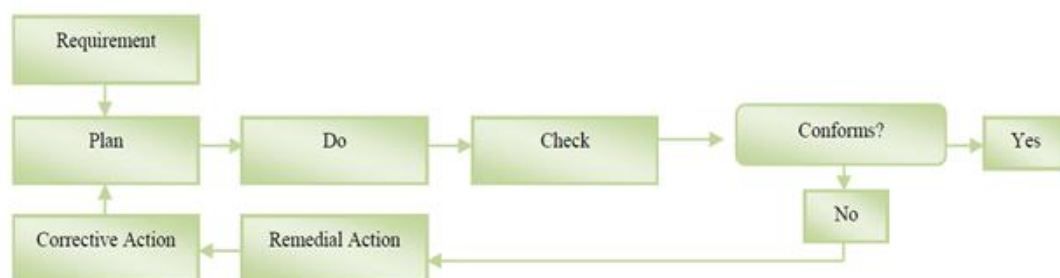 Requirement
Plan
Do
Check
Conforms?
Yes
No
Corrective Action
Remedial Action